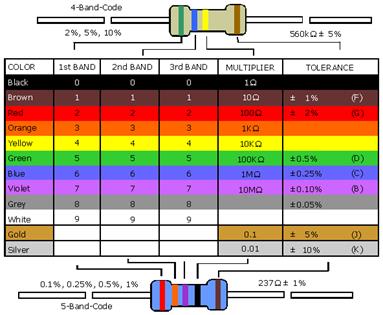 4-Band-Code
2%, 5%, 10%
560kΩ ± 5%
COLOR 1st BAND 2nd BAND 3rd BAND MULTIPLIER TOLERANCE
Black 0 0 0 1Ω
Brown 1 1 1 10Ω ± 1% (F)
Red 2 2 2 100Ω ± 2% (G)
Orange 3 3 3 1KΩ
Yellow 4 4 4 10KΩ
Green 5 5 5 100KΩ ±0.5% (D)
Blue 6 6 6 1MΩ ±0.25% (C)
Violet 7 7 7 10MΩ ±0.10% (B)
Grey 8 8 8 ±0.05%
White 9 9 9
Gold 0.1 ± 5% (J)
Silver 0.01 ± 10% (K)
0.1%, 0.25%, 0.5%, 1%
237Ω ± 1%
5-Band-Code